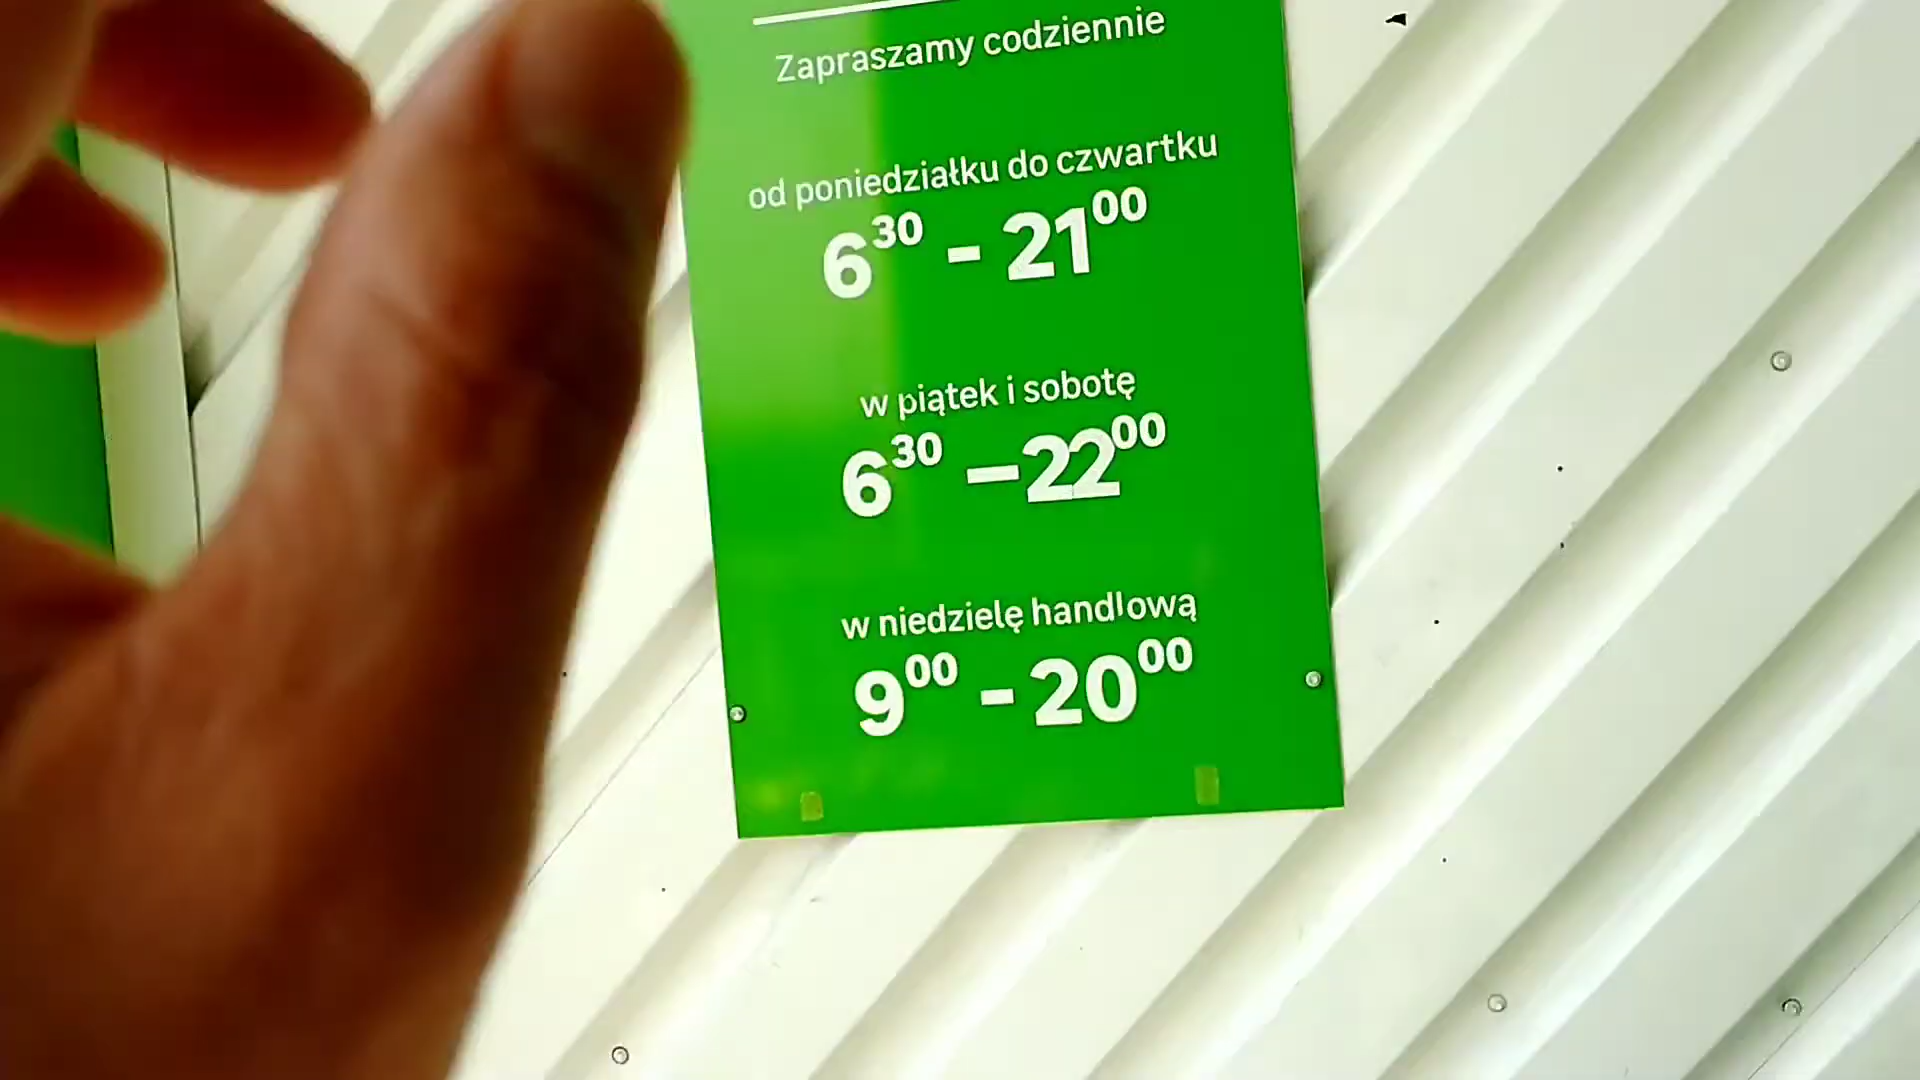 Zapraszamy codziennie
od poniedziałku do czwartku
6³⁰ - 21⁰⁰
w piątek i sobotę
6³⁰ – 22⁰⁰
w niedzielę handlową
9⁰⁰ - 20⁰⁰